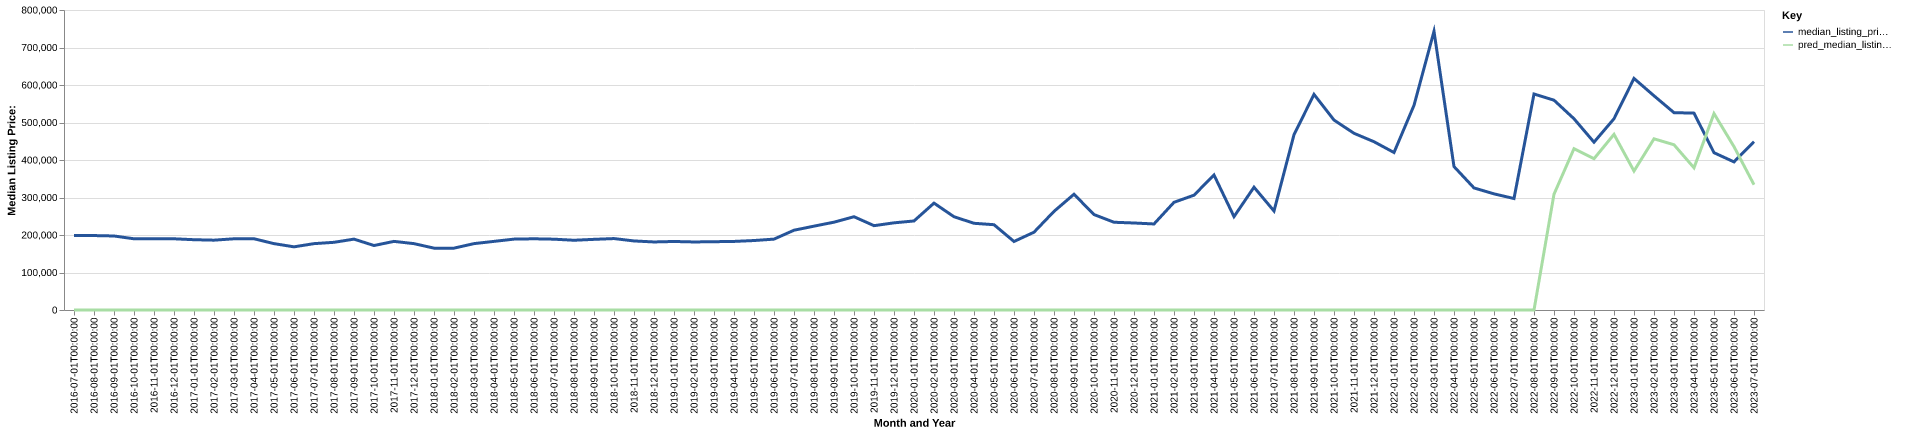 Key
median_listing_pri…
pred_median_listin…
Median Listing Price:
800,000
700,000
600,000
500,000
400,000
300,000
200,000
100,000
0
2016-07-01T00:00:00
2016-08-01T00:00:00
2016-09-01T00:00:00
2016-10-01T00:00:00
2016-11-01T00:00:00
2016-12-01T00:00:00
2017-01-01T00:00:00
2017-02-01T00:00:00
2017-03-01T00:00:00
2017-04-01T00:00:00
2017-05-01T00:00:00
2017-06-01T00:00:00
2017-07-01T00:00:00
2017-08-01T00:00:00
2017-09-01T00:00:00
2017-10-01T00:00:00
2017-11-01T00:00:00
2017-12-01T00:00:00
2018-01-01T00:00:00
2018-02-01T00:00:00
2018-03-01T00:00:00
2018-04-01T00:00:00
2018-05-01T00:00:00
2018-06-01T00:00:00
2018-07-01T00:00:00
2018-08-01T00:00:00
2018-09-01T00:00:00
2018-10-01T00:00:00
2018-11-01T00:00:00
2018-12-01T00:00:00
2019-01-01T00:00:00
2019-02-01T00:00:00
2019-03-01T00:00:00
2019-04-01T00:00:00
2019-05-01T00:00:00
2019-06-01T00:00:00
2019-07-01T00:00:00
2019-08-01T00:00:00
2019-09-01T00:00:00
2019-10-01T00:00:00
2019-11-01T00:00:00
2019-12-01T00:00:00
2020-01-01T00:00:00
2020-02-01T00:00:00
2020-03-01T00:00:00
2020-04-01T00:00:00
2020-05-01T00:00:00
2020-06-01T00:00:00
2020-07-01T00:00:00
2020-08-01T00:00:00
2020-09-01T00:00:00
2020-10-01T00:00:00
2020-11-01T00:00:00
2020-12-01T00:00:00
2021-01-01T00:00:00
2021-02-01T00:00:00
2021-03-01T00:00:00
2021-04-01T00:00:00
2021-05-01T00:00:00
2021-06-01T00:00:00
2021-07-01T00:00:00
2021-08-01T00:00:00
2021-09-01T00:00:00
2021-10-01T00:00:00
2021-11-01T00:00:00
2021-12-01T00:00:00
2022-01-01T00:00:00
2022-02-01T00:00:00
2022-03-01T00:00:00
2022-04-01T00:00:00
2022-05-01T00:00:00
2022-06-01T00:00:00
2022-07-01T00:00:00
2022-08-01T00:00:00
2022-09-01T00:00:00
2022-10-01T00:00:00
2022-11-01T00:00:00
2022-12-01T00:00:00
2023-01-01T00:00:00
2023-02-01T00:00:00
2023-03-01T00:00:00
2023-04-01T00:00:00
2023-05-01T00:00:00
2023-06-01T00:00:00
2023-07-01T00:00:00
Month and Year